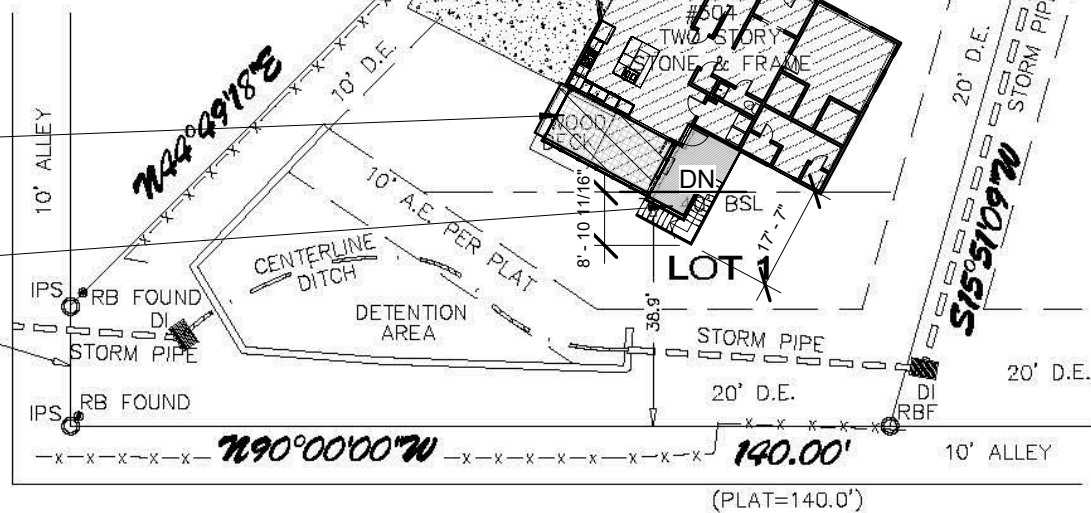 #504
TWO STORY
STONE & FRAME
WOOD
DECK
10' D.E.
20' D.E.
STORM PIPE
10' ALLEY
N44°49'18"E
10' A.E. PER PLAT
DN
BSL
8' - 10 11/16"
17' - 7"
LOT 1
S15°51'09"W
CENTERLINE
DITCH
DETENTION
AREA
38.9'
IPS
RB FOUND
DI
STORM PIPE
STORM PIPE
20' D.E.
20' D.E.
DI
RBF
IPS
RB FOUND
N90°00'00"W
140.00'
10' ALLEY
(PLAT=140.0')